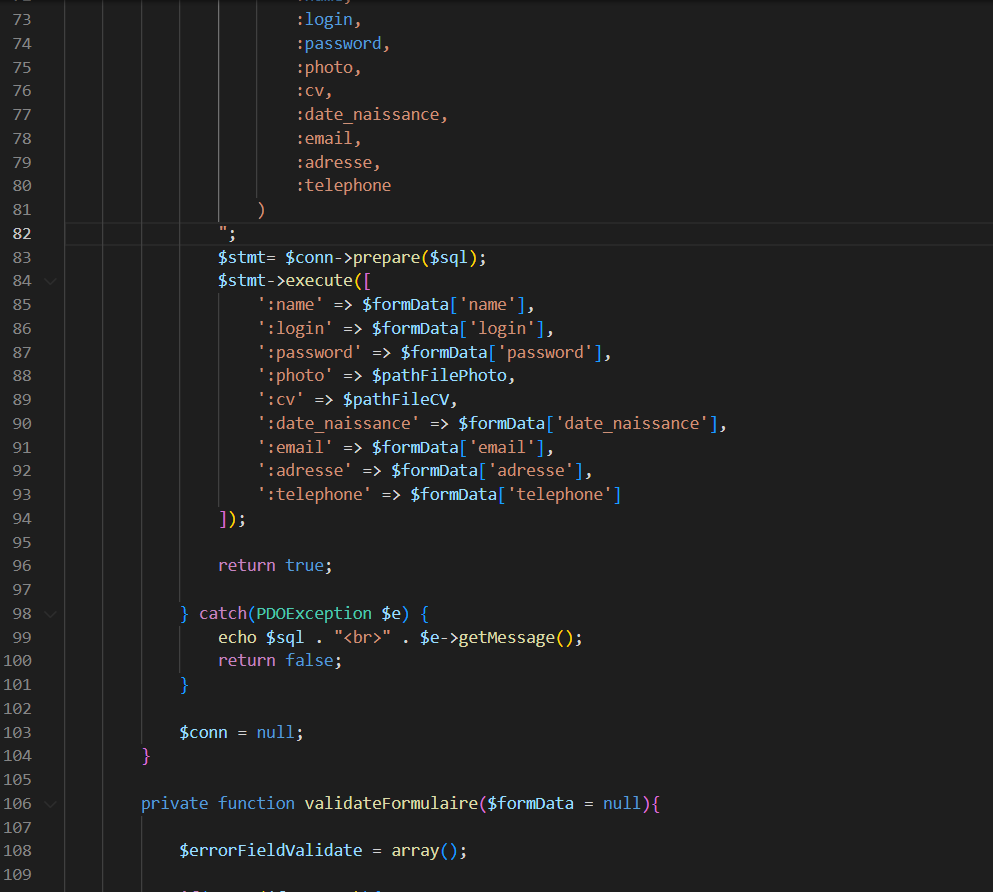 73 :login,
74 :password,
75 :photo,
76 :cv,
77 :date_naissance,
78 :email,
79 :adresse,
80 :telephone
81 )
82 ";
83 $stmt= $conn->prepare($sql);
84 $stmt->execute([
85 ':name' => $formData['name'],
86 ':login' => $formData['login'],
87 ':password' => $formData['password'],
88 ':photo' => $pathFilePhoto,
89 ':cv' => $pathFileCV,
90 ':date_naissance' => $formData['date_naissance'],
91 ':email' => $formData['email'],
92 ':adresse' => $formData['adresse'],
93 ':telephone' => $formData['telephone']
94 ]);
95
96 return true;
97
98 } catch(PDOException $e) {
99 echo $sql . "<br>" . $e->getMessage();
100 return false;
101 }
102
103 $conn = null;
104 }
105
106 private function validateFormulaire($formData = null){
107
108 $errorFieldValidate = array();
109